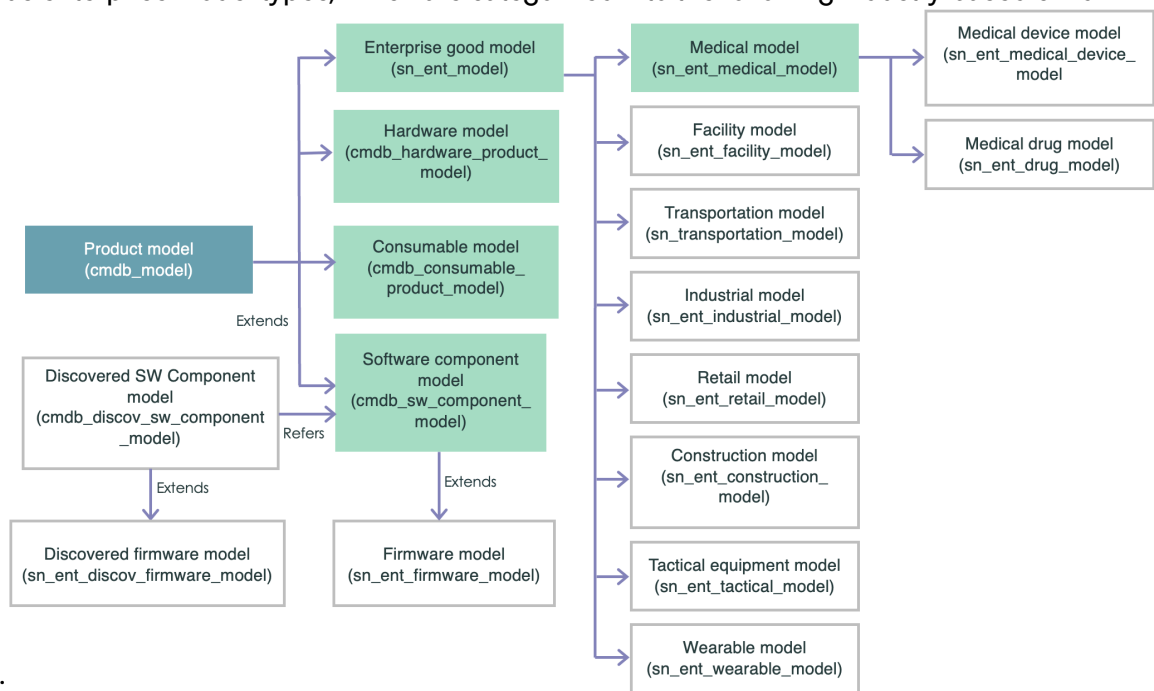 Enterprise good model
(sn_ent_model)
Medical model
(sn_ent_medical_model)
Medical device model
(sn_ent_medical_device_
model
Hardware model
(cmdb_hardware_product_
model)
Facility model
(sn_ent_facility_model)
Medical drug model
(sn_ent_drug_model)
Product model
(cmdb_model)
Consumable model
(cmdb_consumable_
product_model)
Transportation model
(sn_transportation_model)
Industrial model
(sn_ent_industrial_model)
Extends
Discovered SW Component
model
(cmdb_discov_sw_component
_model)
Refers
Software component
model
(cmdb_sw_component_
model)
Retail model
(sn_ent_retail_model)
Construction model
(sn_ent_construction_
model)
Extends
Extends
Discovered firmware model
(sn_ent_discov_firmware_model)
Firmware model
(sn_ent_firmware_model)
Tactical equipment model
(sn_ent_tactical_model)
Wearable model
(sn_ent_wearable_model)
.